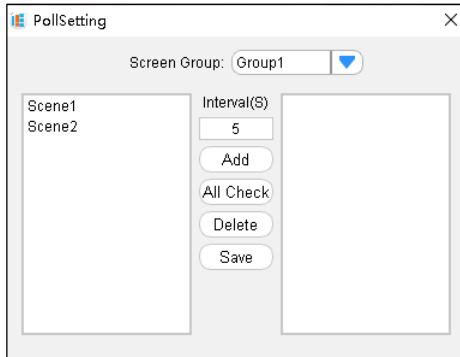 PollSetting
Screen Group: Group1
Scene1
Scene2
Interval(S)
5
Add
All Check
Delete
Save